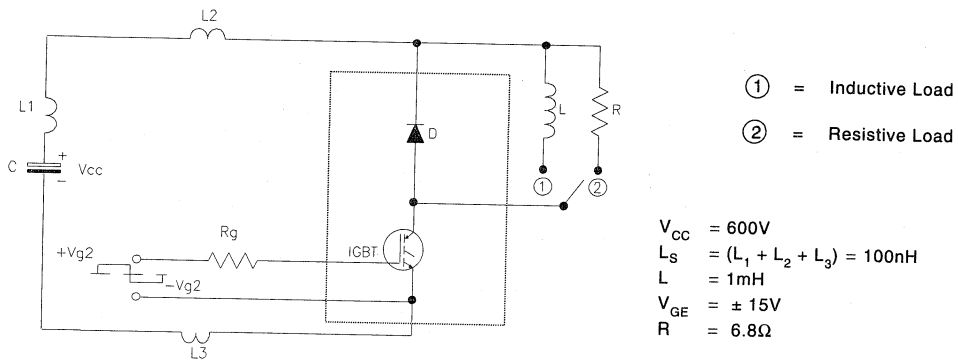 L2
L1
C
+
Vcc
−
D
L
R
1
2
Rg
IGBT
+Vg2
−Vg2
L3
1 = Inductive Load
2 = Resistive Load
VCC = 600V
LS = (L1 + L2 + L3) = 100nH
L = 1mH
VGE = ± 15V
R = 6.8Ω